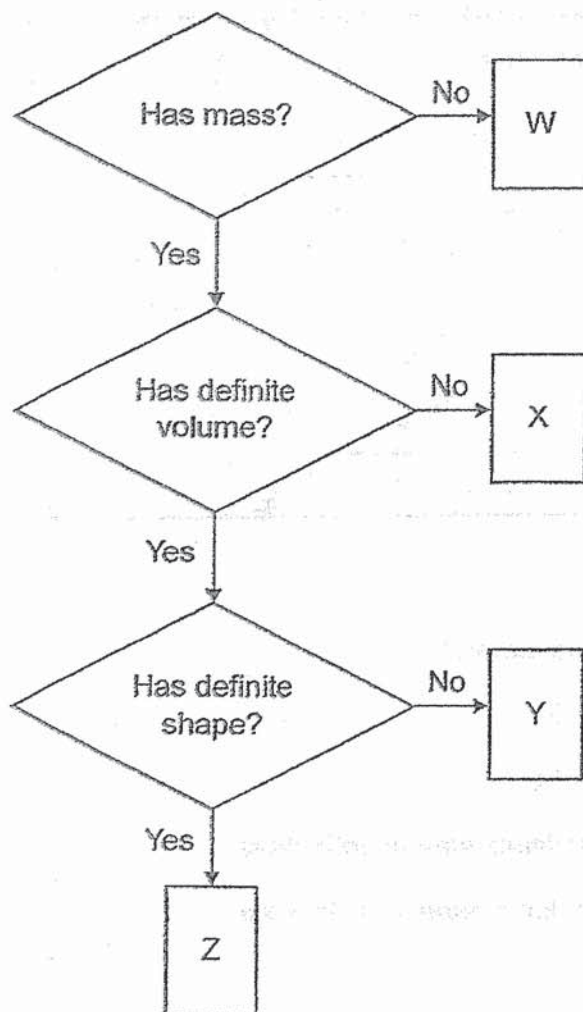 Has mass?
No
W
Yes
Has definite
volume?
No
X
Yes
Has definite
shape?
No
Y
Yes
Z